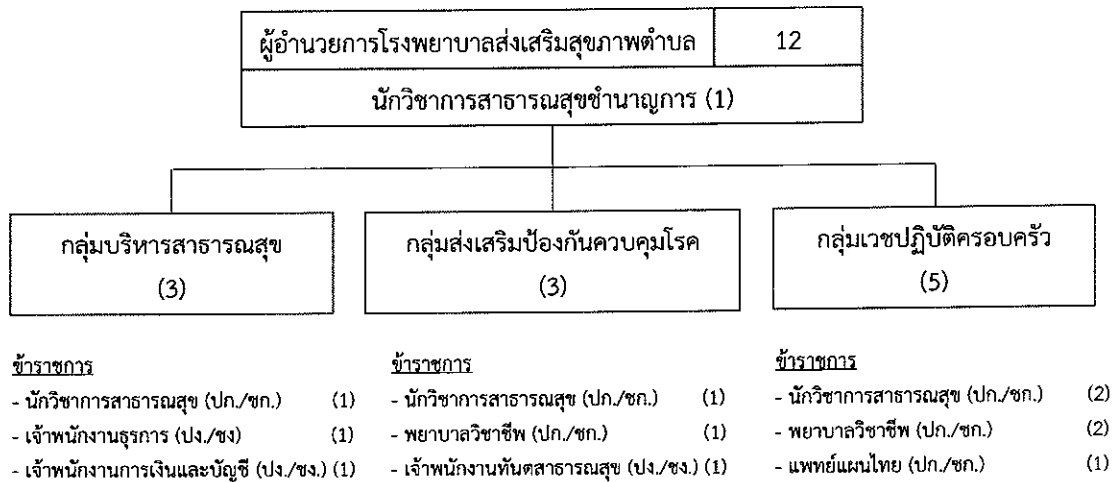 ผู้อำนวยการโรงพยาบาลส่งเสริมสุขภาพตำบล 12
นักวิชาการสาธารณสุขชำนาญการ (1)
กลุ่มบริหารสาธารณสุข
(3)
กลุ่มส่งเสริมป้องกันควบคุมโรค
(3)
กลุ่มเวชปฏิบัติครอบครัว
(5)
ข้าราชการ
- นักวิชาการสาธารณสุข (ปก./ชก.) (1)
- เจ้าพนักงานธุรการ (ปง./ชง) (1)
- เจ้าพนักงานการเงินและบัญชี (ปง./ชง.) (1)
ข้าราชการ
- นักวิชาการสาธารณสุข (ปก./ชก.) (1)
- พยาบาลวิชาชีพ (ปก./ชก.) (1)
- เจ้าพนักงานทันตสาธารณสุข (ปง./ชง.) (1)
ข้าราชการ
- นักวิชาการสาธารณสุข (ปก./ชก.) (2)
- พยาบาลวิชาชีพ (ปก./ชก.) (2)
- แพทย์แผนไทย (ปก./ชก.) (1)